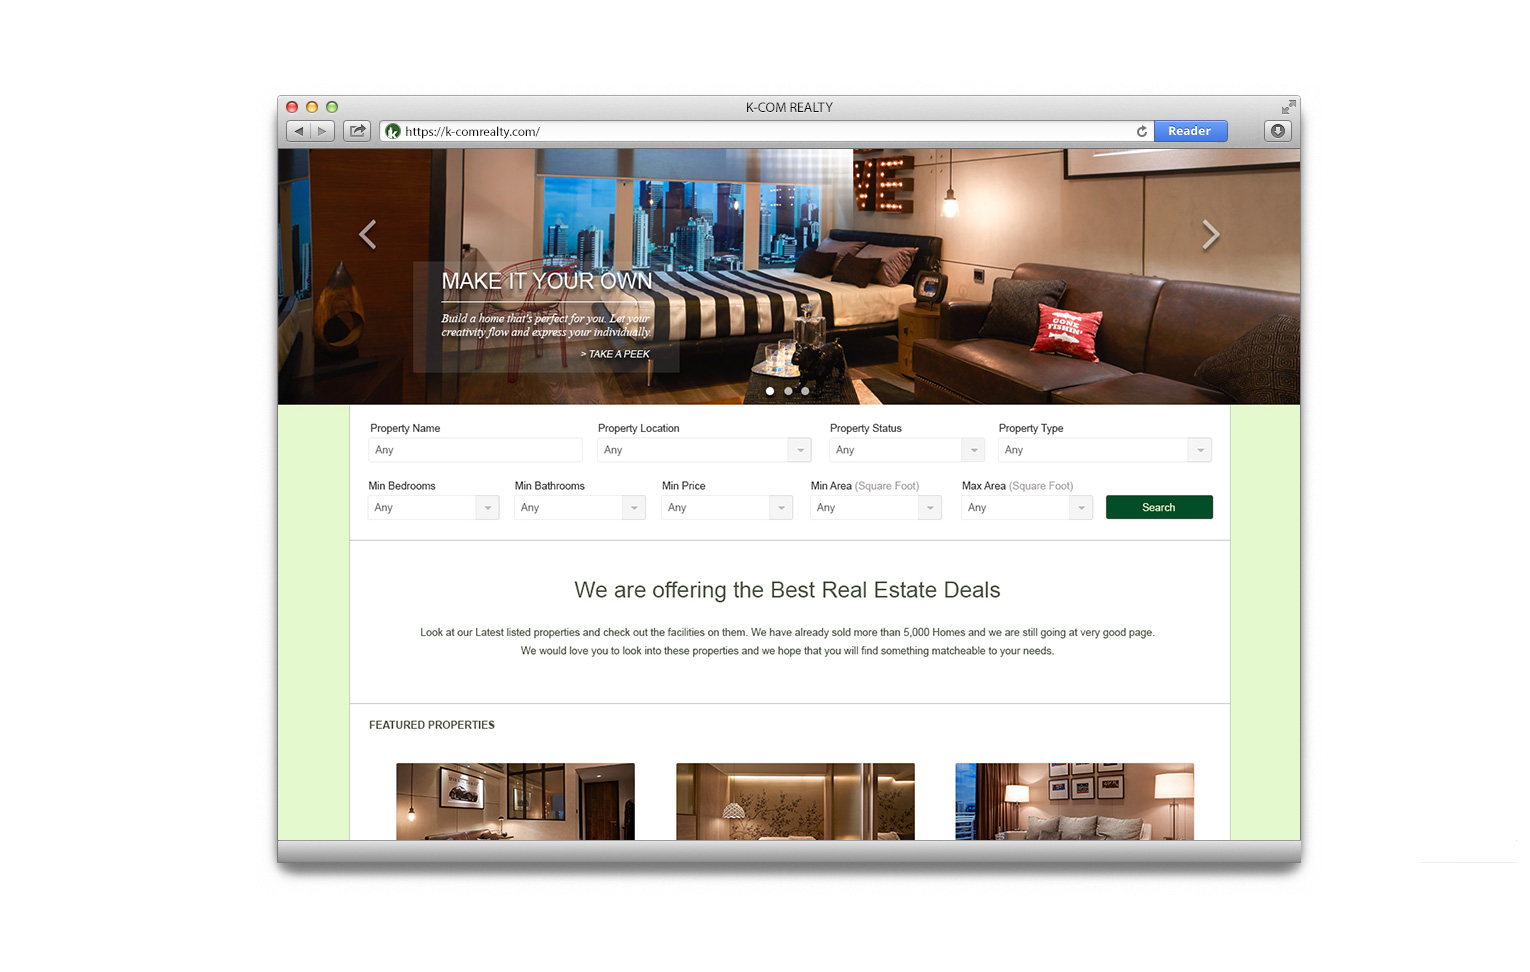 K-COM REALTY
https://k-comrealty.com/
Reader
VE
MAKE IT YOUR OWN
Build a home that's perfect for you. Let your
creativity flow and express your individually.
> TAKE A PEEK
GONE
FISHIN'
Property Name
Property Location
Property Status
Property Type
Any
Any
Any
Any
Min Bedrooms
Min Bathrooms
Min Price
Min Area (Square Foot)
Max Area (Square Foot)
Any
Any
Any
Any
Any
Search
We are offering the Best Real Estate Deals
Look at our Latest listed properties and check out the facilities on them. We have already sold more than 5,000 Homes and we are still going at very good page.
We would love you to look into these properties and we hope that you will find something matcheable to your needs.
FEATURED PROPERTIES